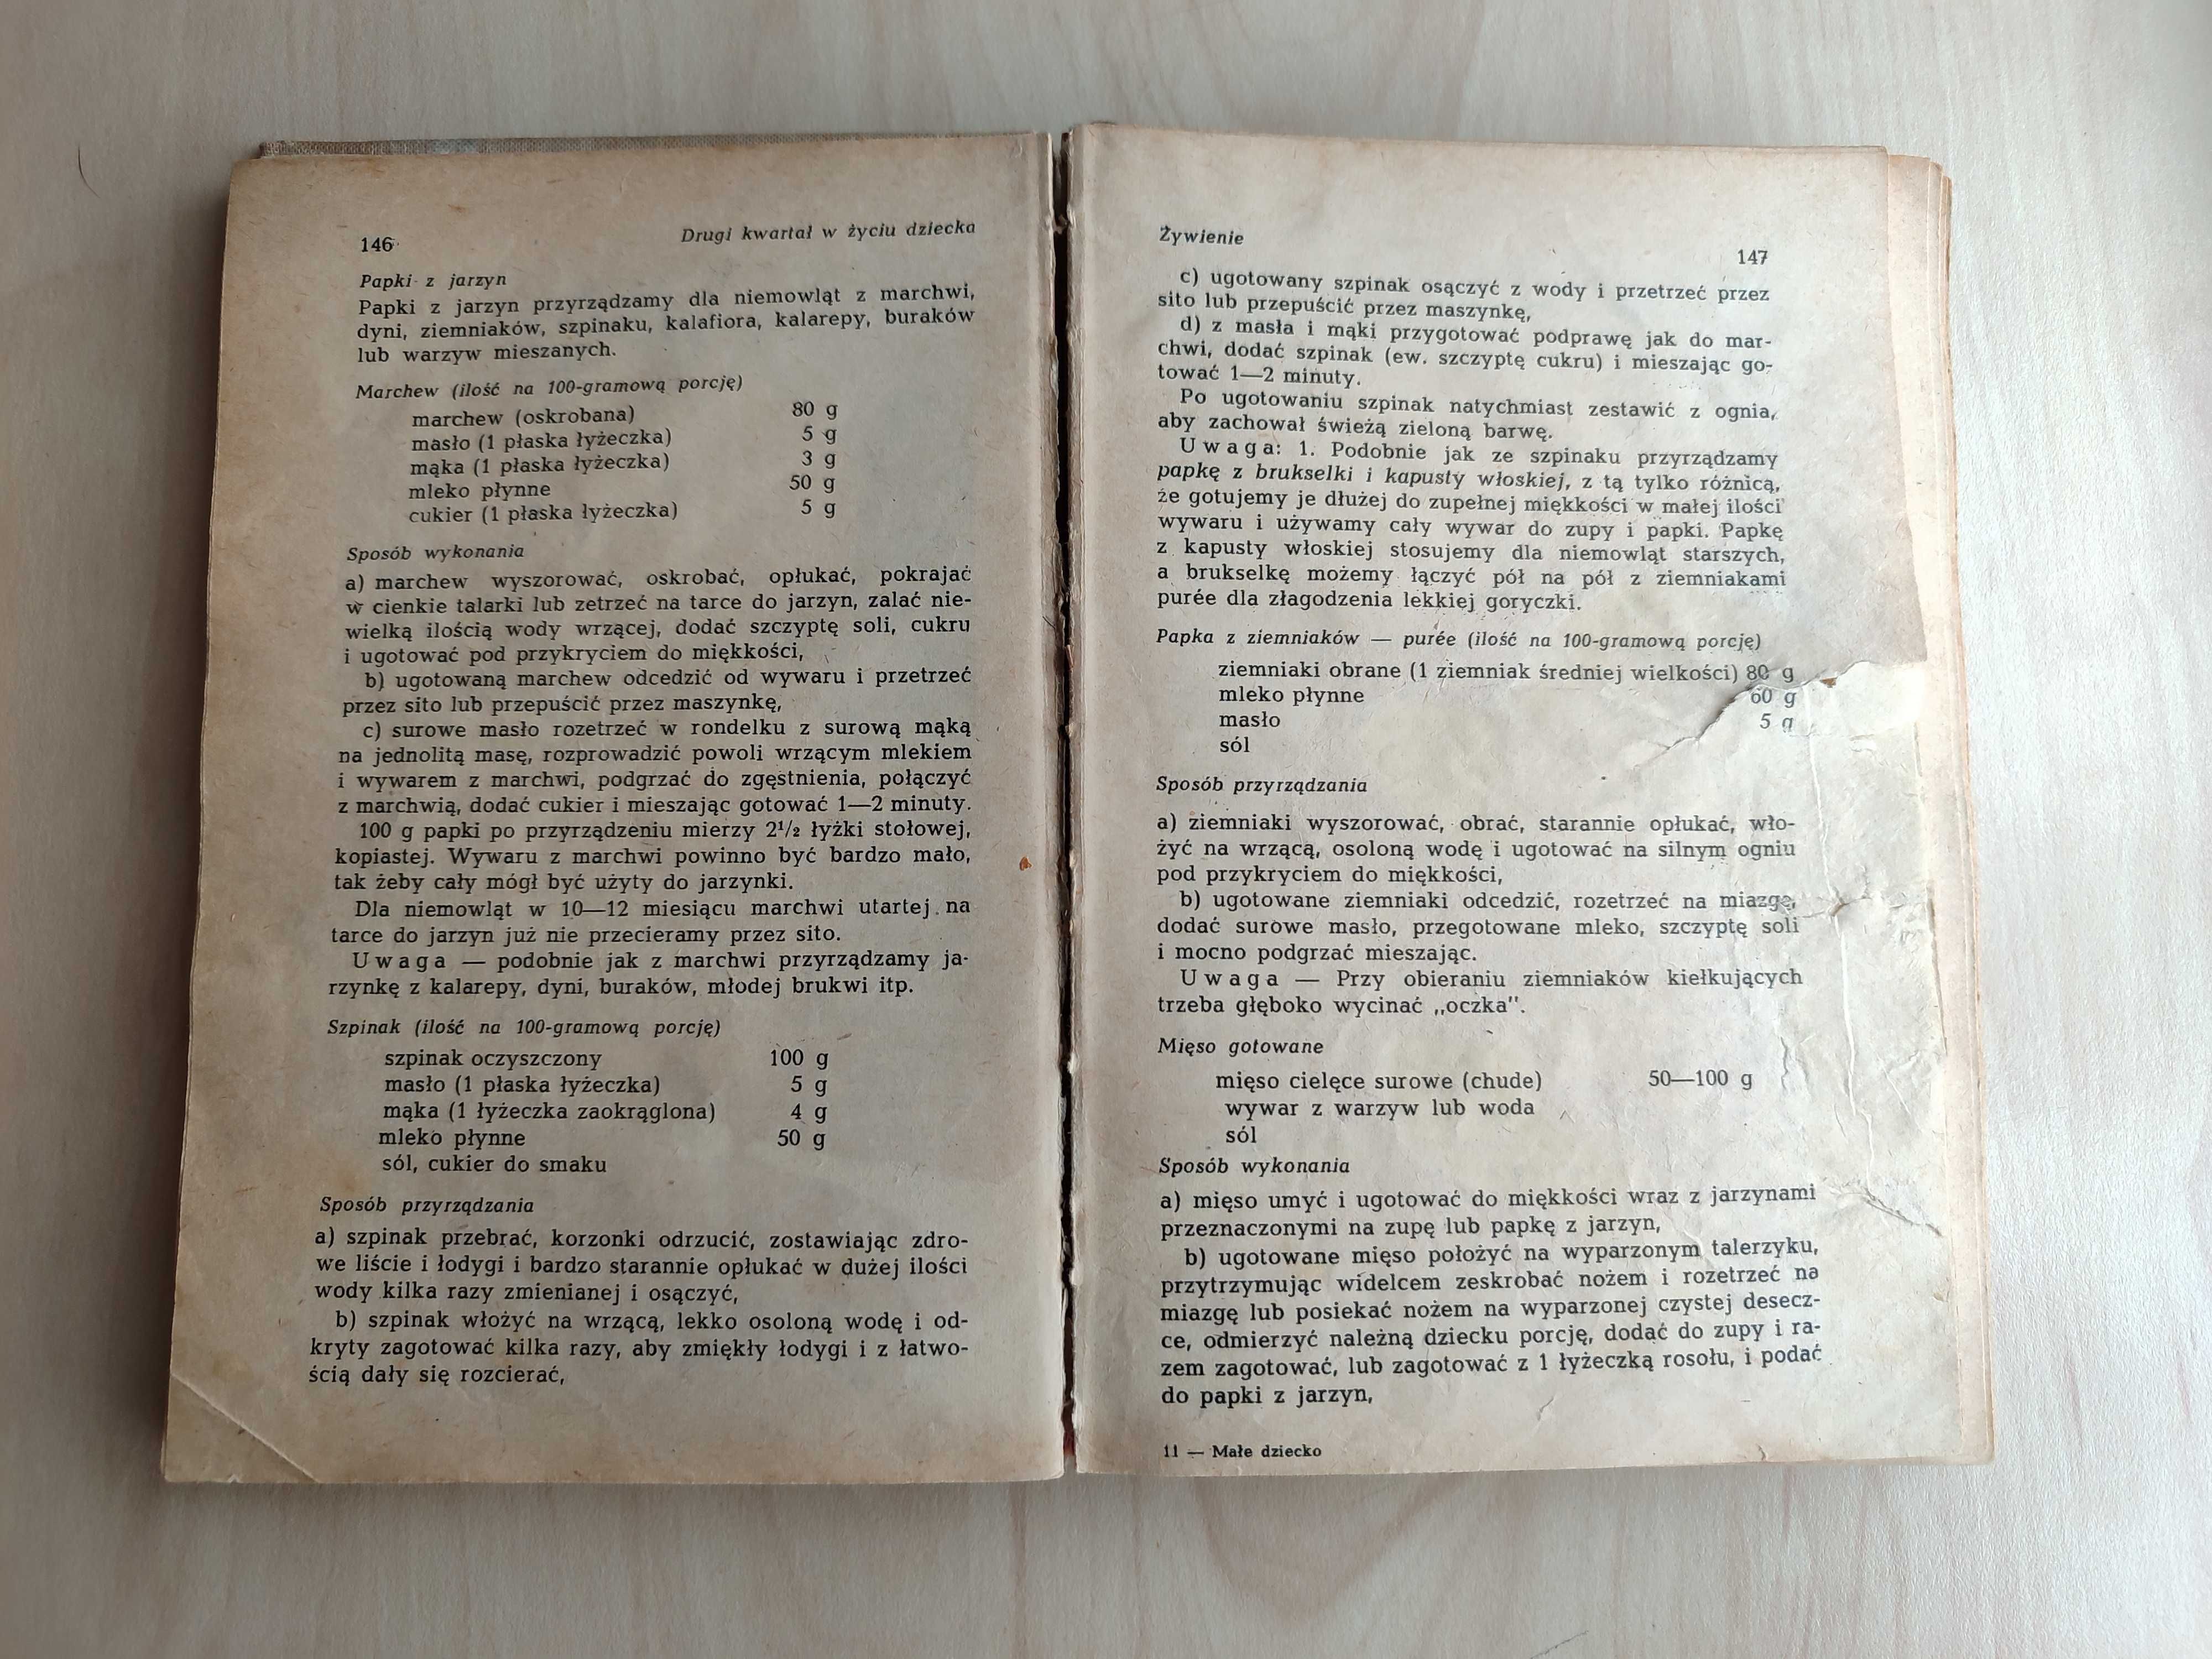 146
Drugi kwartał w życiu dziecka
Papki z jarzyn
Papki z jarzyn przyrządzamy dla niemowląt z marchwi,
dyni, ziemniaków, szpinaku, kalafiora, kalarepy, buraków
lub warzyw mieszanych.
Marchew (ilość na 100-gramową porcję)
marchew (oskrobana) 80 g
masło (1 płaska łyżeczka) 5 g
mąka (1 płaska łyżeczka) 3 g
mleko płynne 50 g
cukier (1 płaska łyżeczka) 5 g
Sposób wykonania
a) marchew wyszorować, oskrobać, opłukać, pokrajać
w cienkie talarki lub zetrzeć na tarce do jarzyn, zalać nie-
wielką ilością wody wrzącej, dodać szczyptę soli, cukru
i ugotować pod przykryciem do miękkości,
b) ugotowaną marchew odcedzić od wywaru i przetrzeć
przez sito lub przepuścić przez maszynkę,
c) surowe masło rozetrzeć w rondelku z surową mąką
na jednolitą masę, rozprowadzić powoli wrzącym mlekiem
i wywarem z marchwi, podgrzać do zgęstnienia, połączyć
z marchwią, dodać cukier i mieszając gotować 1—2 minuty.
100 g papki po przyrządzeniu mierzy 2¹/₂ łyżki stołowej,
kopiastej. Wywaru z marchwi powinno być bardzo mało,
tak żeby cały mógł być użyty do jarzynki.
Dla niemowląt w 10—12 miesiącu marchwi utartej na
tarce do jarzyn już nie przecieramy przez sito.
Uwaga — podobnie jak z marchwi przyrządzamy ja-
rzynkę z kalarepy, dyni, buraków, młodej brukwi itp.
Szpinak (ilość na 100-gramową porcję)
szpinak oczyszczony 100 g
masło (1 płaska łyżeczka) 5 g
mąka (1 łyżeczka zaokrąglona) 4 g
mleko płynne 50 g
sól, cukier do smaku
Sposób przyrządzania
a) szpinak przebrać, korzonki odrzucić, zostawiając zdro-
we liście i łodygi i bardzo starannie opłukać w dużej ilości
wody kilka razy zmienianej i osączyć,
b) szpinak włożyć na wrzącą, lekko osoloną wodę i od-
kryty zagotować kilka razy, aby zmiękły łodygi i z łatwo-
ścią dały się rozcierać,
Żywienie
147
c) ugotowany szpinak osączyć z wody i przetrzeć przez
sito lub przepuścić przez maszynkę,
d) z masła i mąki przygotować podprawę jak do mar-
chwi, dodać szpinak (ew. szczyptę cukru) i mieszając go-
tować 1—2 minuty.
Po ugotowaniu szpinak natychmiast zestawić z ognia,
aby zachował świeżą zieloną barwę.
Uwaga: 1. Podobnie jak ze szpinaku przyrządzamy
papkę z brukselki i kapusty włoskiej, z tą tylko różnicą,
że gotujemy je dłużej do zupełnej miękkości w małej ilości
wywaru i używamy cały wywar do zupy i papki. Papkę
z kapusty włoskiej stosujemy dla niemowląt starszych,
a brukselkę możemy łączyć pół na pół z ziemniakami
purée dla złagodzenia lekkiej goryczki.
Papka z ziemniaków — purée (ilość na 100-gramową porcję)
ziemniaki obrane (1 ziemniak średniej wielkości) 80 g
mleko płynne 60 g
masło 5 g
sól
Sposób przyrządzania
a) ziemniaki wyszorować, obrać, starannie opłukać, wło-
żyć na wrzącą, osoloną wodę i ugotować na silnym ogniu
pod przykryciem do miękkości,
b) ugotowane ziemniaki odcedzić, rozetrzeć na miazgę,
dodać surowe masło, przegotowane mleko, szczyptę soli
i mocno podgrzać mieszając.
Uwaga — Przy obieraniu ziemniaków kiełkujących
trzeba głęboko wycinać „oczka".
Mięso gotowane
mięso cielęce surowe (chude) 50—100 g
wywar z warzyw lub woda
sól
Sposób wykonania
a) mięso umyć i ugotować do miękkości wraz z jarzynami
przeznaczonymi na zupę lub papkę z jarzyn,
b) ugotowane mięso położyć na wyparzonym talerzyku,
przytrzymując widelcem zeskrobać nożem i rozetrzeć na
miazgę lub posiekać nożem na wyparzonej czystej desecz-
ce, odmierzyć należną dziecku porcję, dodać do zupy i ra-
zem zagotować, lub zagotować z 1 łyżeczką rosołu, i podać
do papki z jarzyn,
11 — Małe dziecko